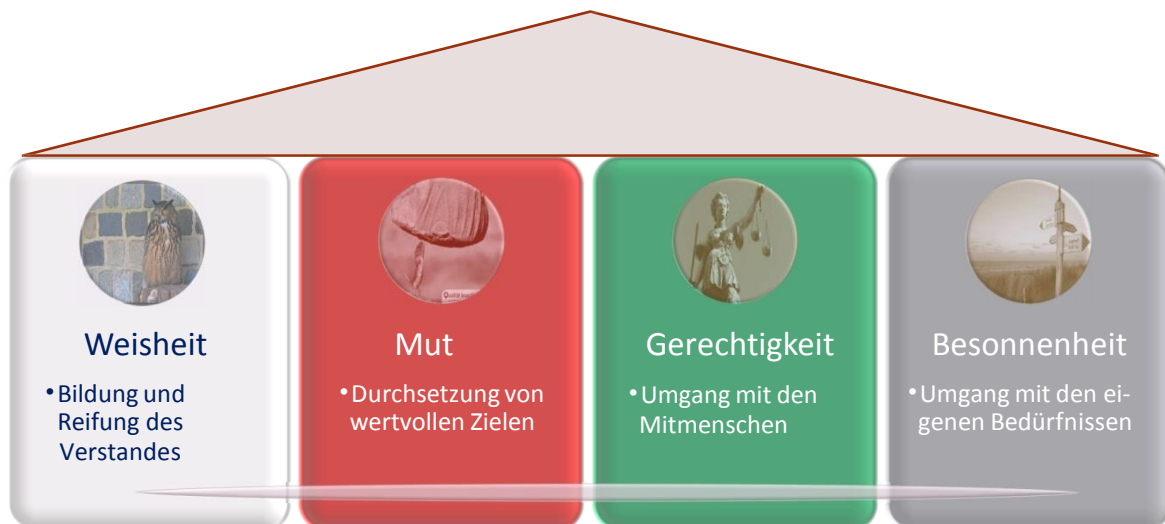 Weisheit
• Bildung und
Reifung des
Verstandes
Mut
• Durchsetzung von
wertvollen Zielen
Gerechtigkeit
• Umgang mit den
Mitmenschen
Besonnenheit
• Umgang mit den ei-
genen Bedürfnissen